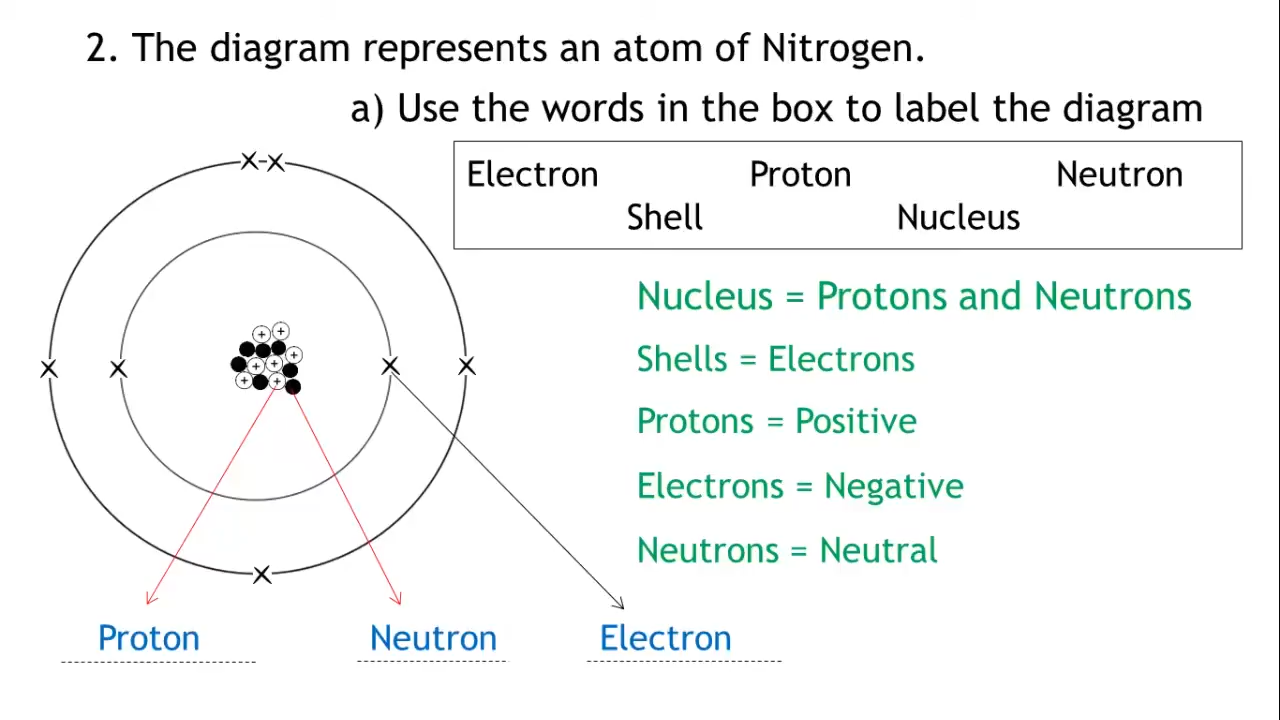 2. The diagram represents an atom of Nitrogen.
a) Use the words in the box to label the diagram
Electron Proton Neutron
Shell Nucleus
Nucleus = Protons and Neutrons
Shells = Electrons
Protons = Positive
Electrons = Negative
Neutrons = Neutral
Proton Neutron Electron